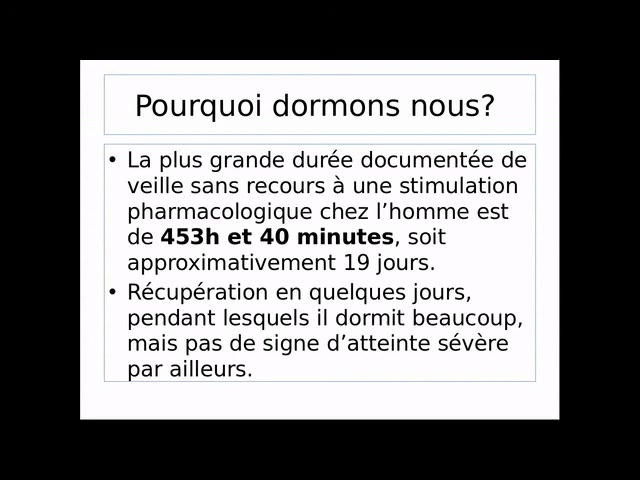 Pourquoi dormons nous?
• La plus grande durée documentée de
veille sans recours à une stimulation
pharmacologique chez l’homme est
de 453h et 40 minutes, soit
approximativement 19 jours.
• Récupération en quelques jours,
pendant lesquels il dormit beaucoup,
mais pas de signe d’atteinte sévère
par ailleurs.